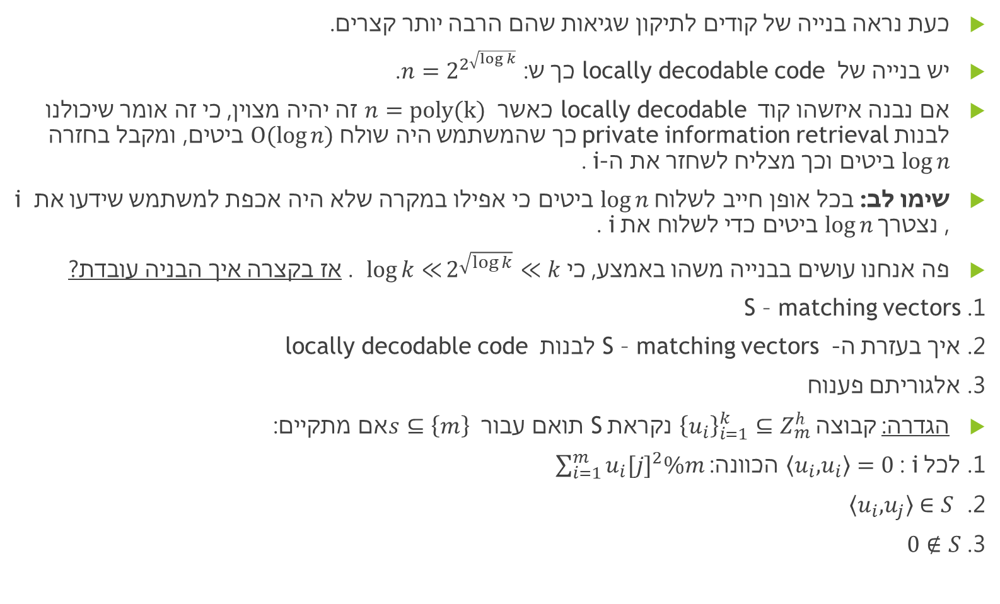 כעת נראה בנייה של קודים לתיקון שגיאות שהם הרבה יותר קצרים.
יש בנייה של locally decodable code כך ש: $n = 2^{2^{\sqrt{\log k}}}$.
אם נבנה איזשהו קוד locally decodable כאשר $n = \text{poly(k)}$ זה יהיה מצוין, כי זה אומר שיכולנו
לבנות private information retrieval כך שהמשתמש היה שולח $O(\log n)$ ביטים, ומקבל בחזרה
$\log n$ ביטים וכך מצליח לשחזר את ה-i .
שימו לב: בכל אופן חייב לשלוח $\log n$ ביטים כי אפילו במקרה שלא היה אכפת למשתמש שידעו את i
, נצטרך $\log n$ ביטים כדי לשלוח את i .
פה אנחנו עושים בבנייה משהו באמצע, כי $\log k \ll 2^{\sqrt{\log k}} \ll k$ . אז בקצרה איך הבניה עובדת?
1. S - matching vectors
2. איך בעזרת ה- S - matching vectors לבנות locally decodable code
3. אלגוריתם פענוח
הגדרה: קבוצה $\{u_i\}_{i=1}^{k} \subseteq Z_m^h$ נקראת S תואם עבור $s \subseteq \{m\}$אם מתקיים:
1. לכל i : $\langle u_i,u_i \rangle = 0$ הכוונה: $\sum_{i=1}^{m} u_i[j]^2 \% m$
2. $\langle u_i,u_j \rangle \in S$
3. $0 \notin S$